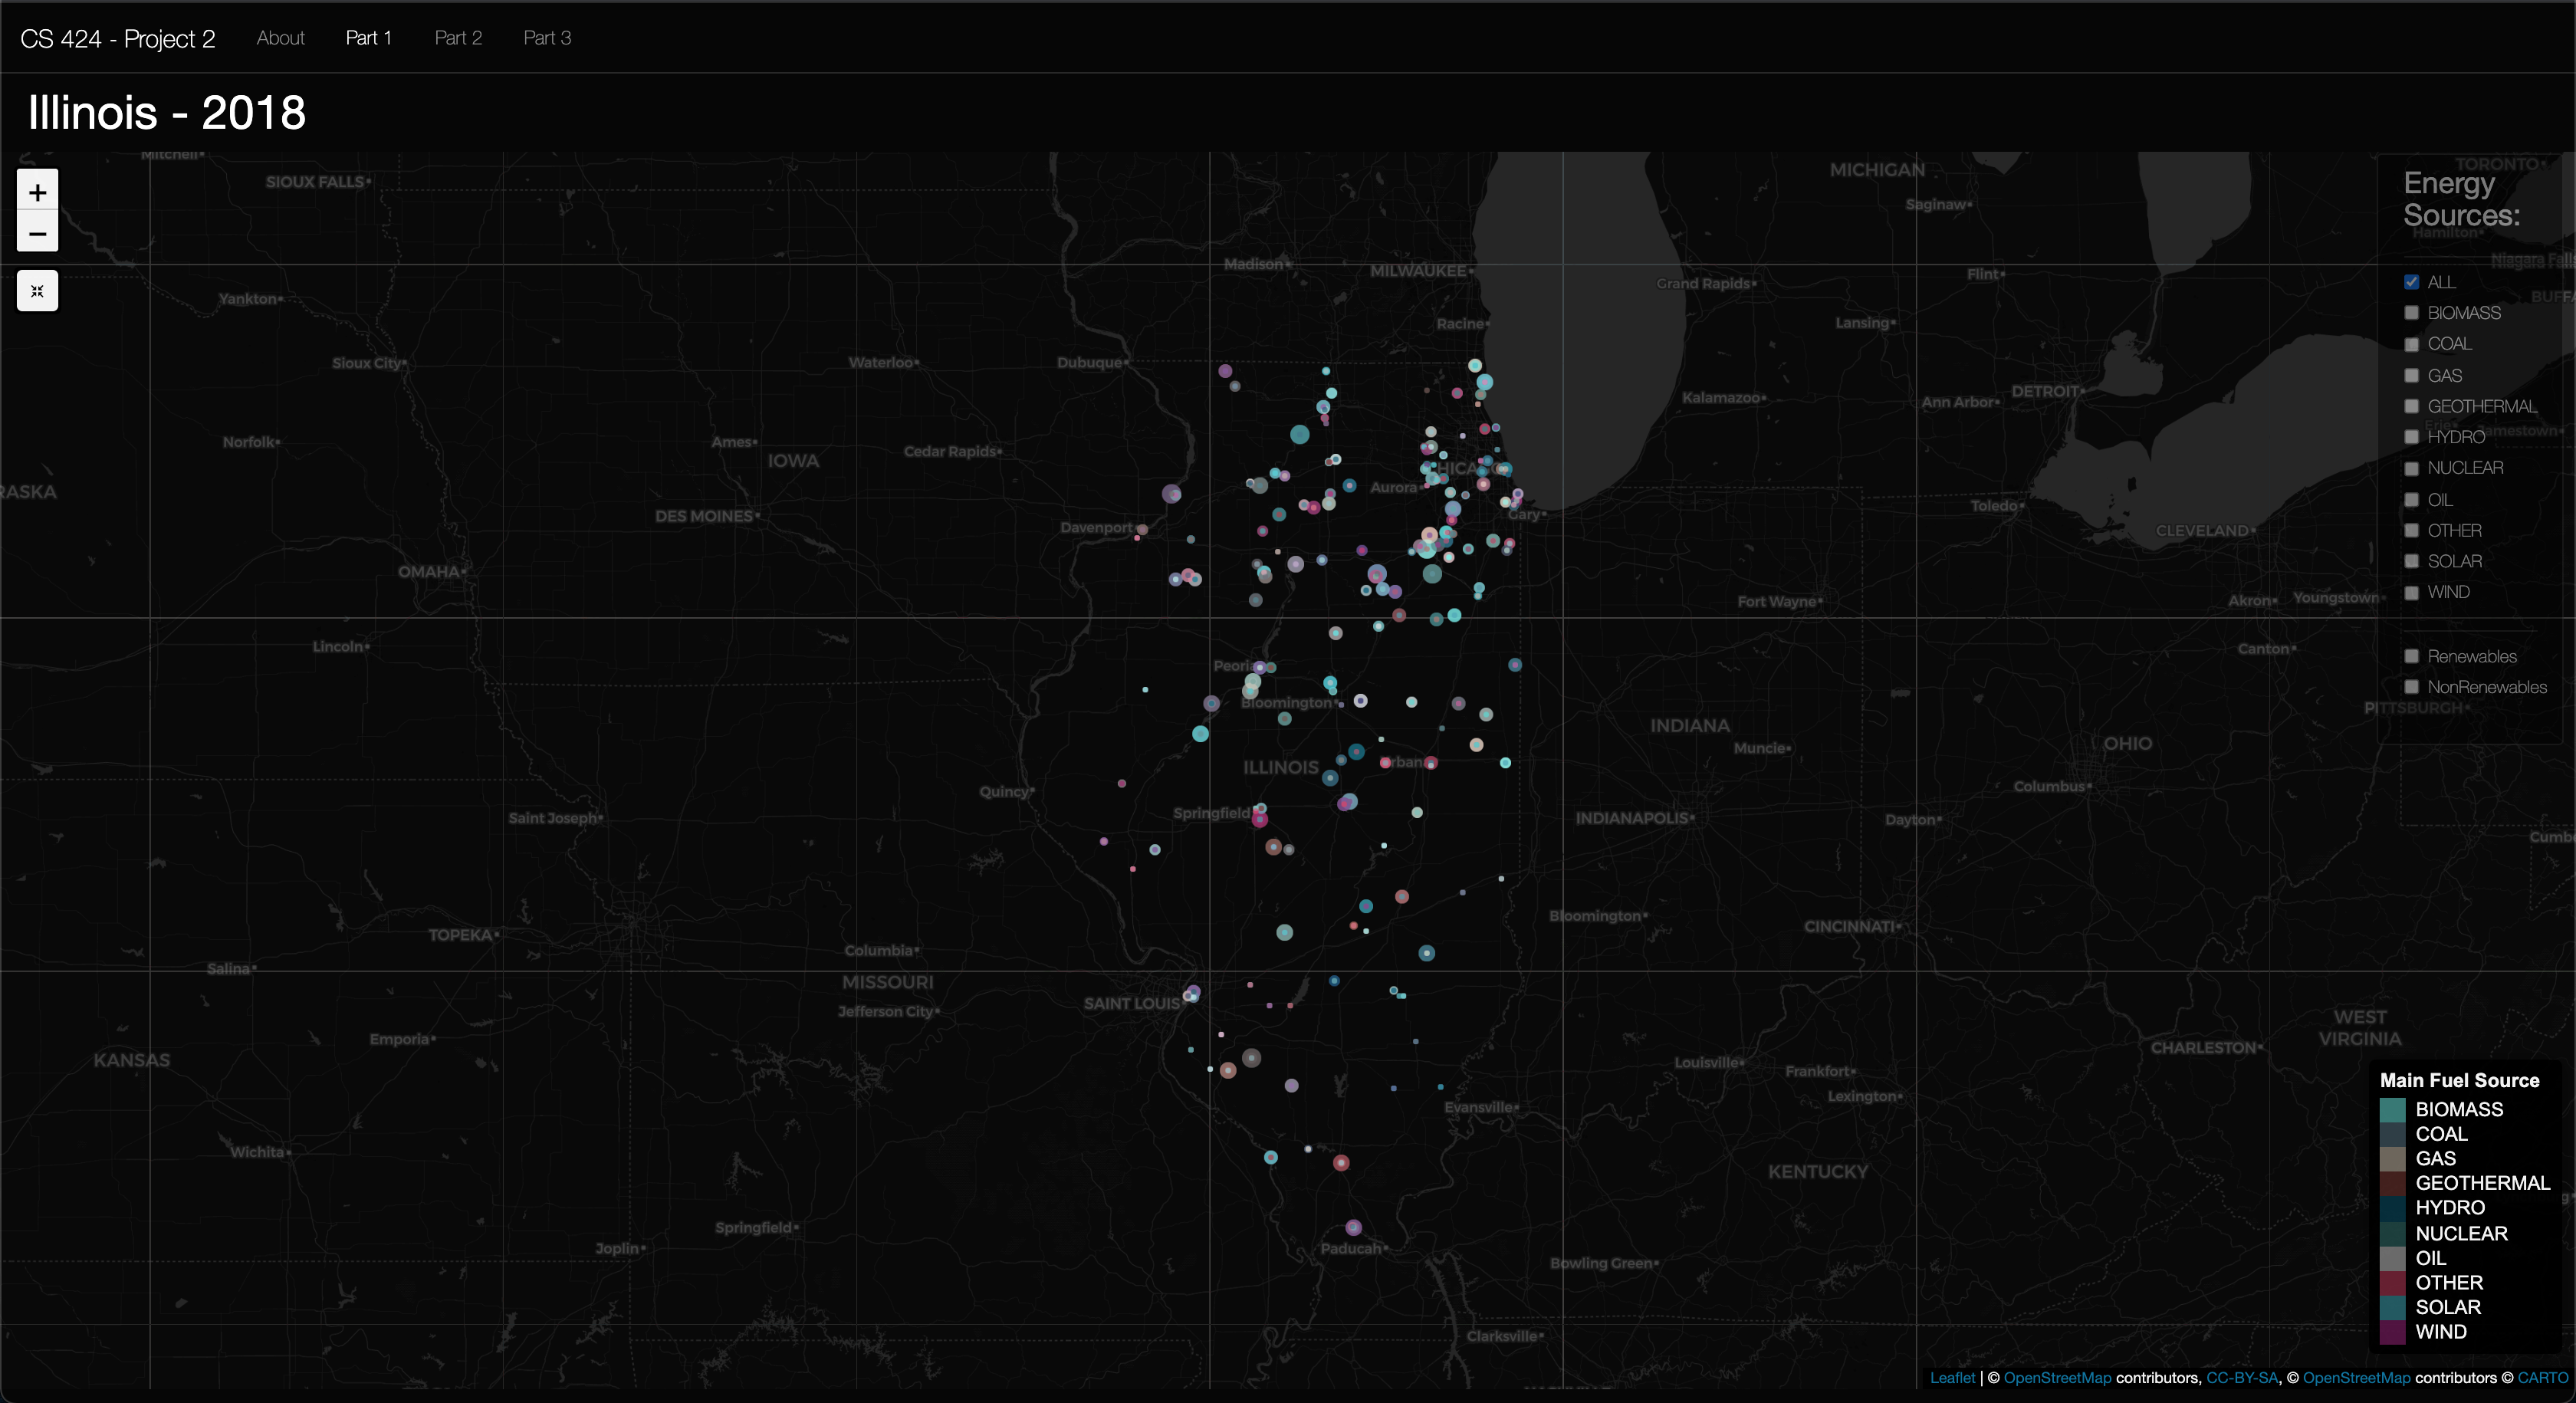 CS 424 - Project 2 About Part 1 Part 2 Part 3
Illinois - 2018
+
−
Mitchell
SIOUX FALLS
Yankton
Sioux City
Norfolk
OMAHA
Lincoln
Waterloo
Dubuque
Ames
IOWA
Cedar Rapids
DES MOINES
Davenport
Madison
MILWAUKEE
Racine
Aurora
Gary
MICHIGAN
Saginaw
Flint
Grand Rapids
Lansing
Kalamazoo
Ann Arbor
DETROIT
Toledo
CLEVELAND
Fort Wayne
Akron
Youngstown
Canton
PITTSBURGH
TORONTO
Hamilton
Erie
Jamestown
Peoria
Bloomington
ILLINOIS
Springfield
Quincy
INDIANA
Muncie
INDIANAPOLIS
OHIO
Columbus
Dayton
Saint Joseph
TOPEKA
Salina
Columbia
MISSOURI
Jefferson City
SAINT LOUIS
Bloomington
CINCINNATI
KANSAS
Emporia
Wichita
Louisville
Frankfort
Lexington
Evansville
CHARLESTON
WEST
VIRGINIA
KENTUCKY
Springfield
Joplin
Paducah
Bowling Green
Clarksville
Energy
Sources:
ALL
BIOMASS
COAL
GAS
GEOTHERMAL
HYDRO
NUCLEAR
OIL
OTHER
SOLAR
WIND
Renewables
NonRenewables
Main Fuel Source
BIOMASS
COAL
GAS
GEOTHERMAL
HYDRO
NUCLEAR
OIL
OTHER
SOLAR
WIND
Leaflet | © OpenStreetMap contributors, CC-BY-SA, © OpenStreetMap contributors © CARTO